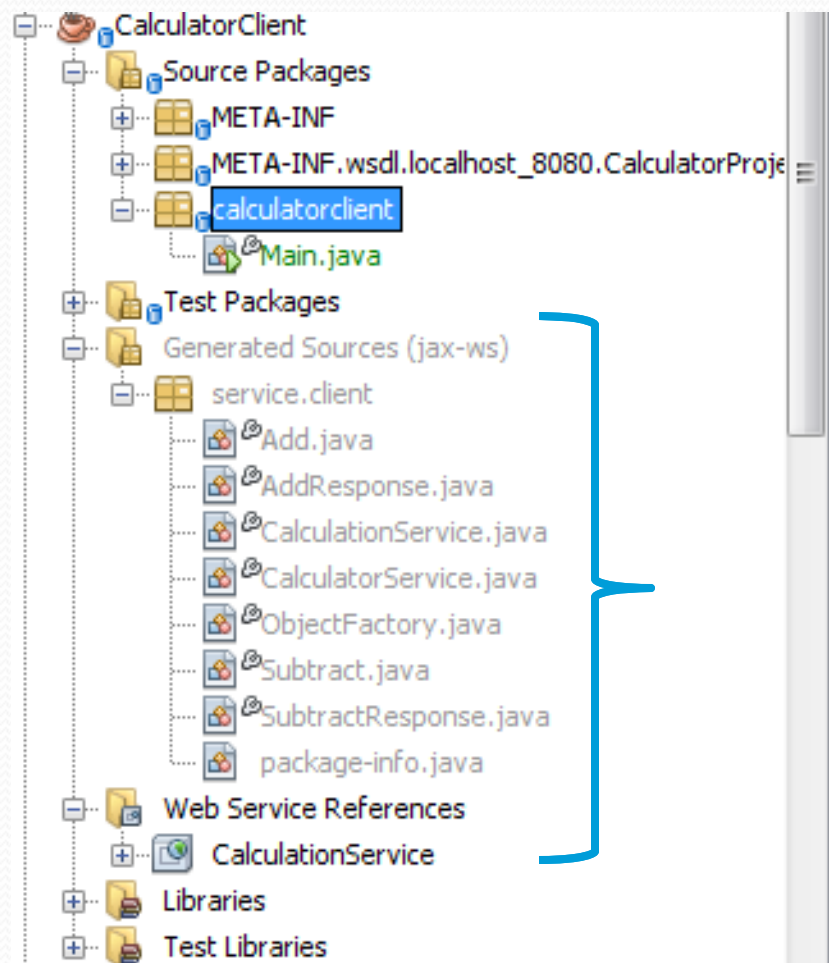 CalculatorClient
Source Packages
META-INF
META-INF.wsdl.localhost_8080.CalculatorProje
calculatorclient
Main.java
Test Packages
Generated Sources (jax-ws)
service.client
Add.java
AddResponse.java
CalculationService.java
CalculatorService.java
ObjectFactory.java
Subtract.java
SubtractResponse.java
package-info.java
Web Service References
CalculationService
Libraries
Test Libraries